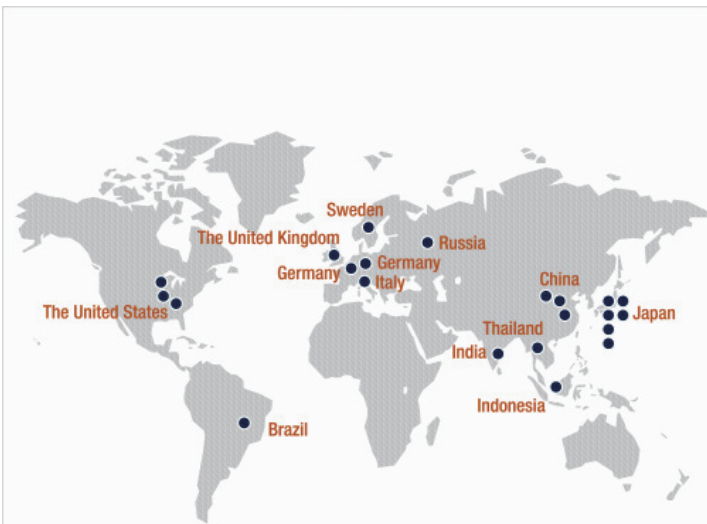 Sweden
The United Kingdom
Russia
Germany
Germany
Italy
China
The United States
Japan
Thailand
India
Indonesia
Brazil